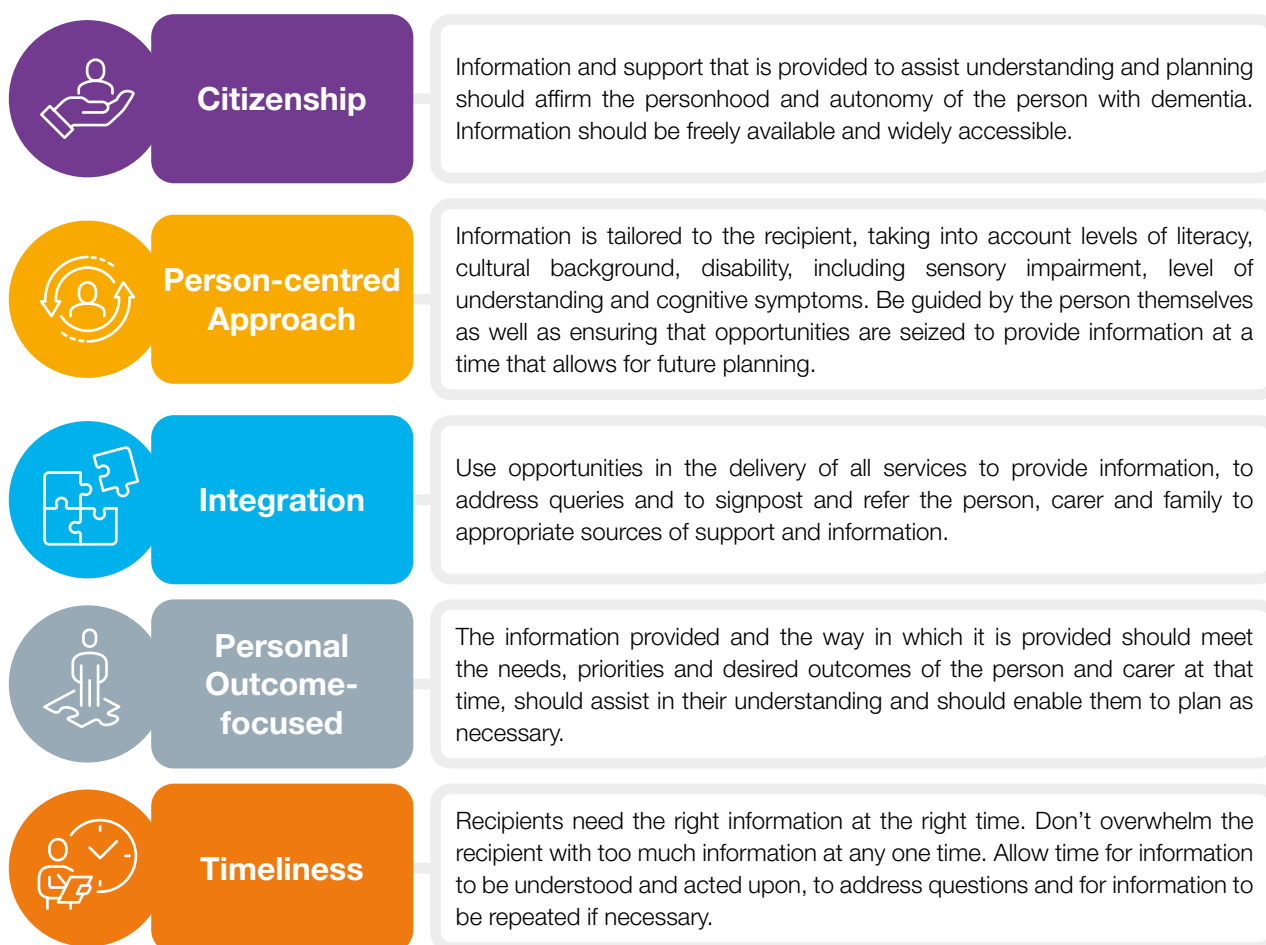 Citizenship
Information and support that is provided to assist understanding and planning
should affirm the personhood and autonomy of the person with dementia.
Information should be freely available and widely accessible.
Person-centred
Approach
Information is tailored to the recipient, taking into account levels of literacy,
cultural background, disability, including sensory impairment, level of
understanding and cognitive symptoms. Be guided by the person themselves
as well as ensuring that opportunities are seized to provide information at a
time that allows for future planning.
Integration
Use opportunities in the delivery of all services to provide information, to
address queries and to signpost and refer the person, carer and family to
appropriate sources of support and information.
Personal
Outcome-
focused
The information provided and the way in which it is provided should meet
the needs, priorities and desired outcomes of the person and carer at that
time, should assist in their understanding and should enable them to plan as
necessary.
Timeliness
Recipients need the right information at the right time. Don’t overwhelm the
recipient with too much information at any one time. Allow time for information
to be understood and acted upon, to address questions and for information to
be repeated if necessary.